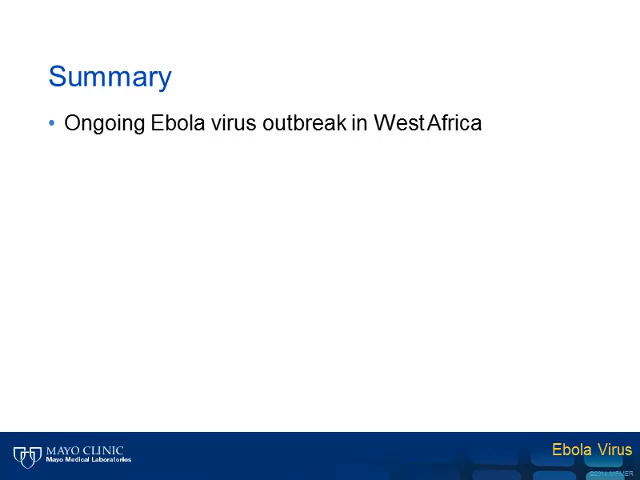 Summary
• Ongoing Ebola virus outbreak in West Africa
MAYO CLINIC
Mayo Medical Laboratories
Ebola Virus